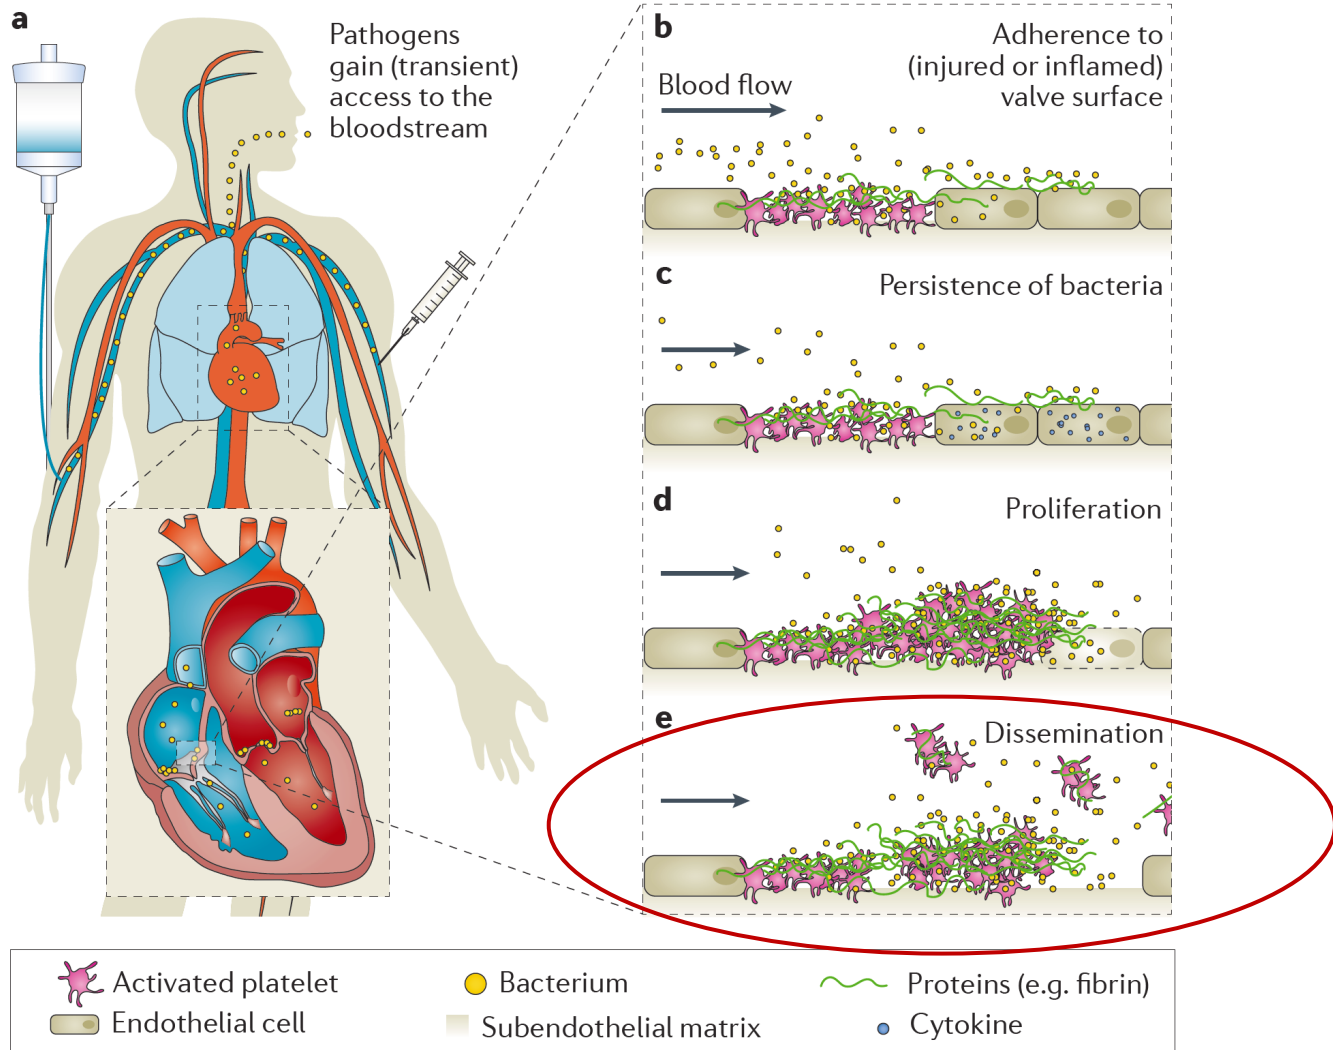 a
Pathogens
gain (transient)
access to the
bloodstream
b
Adherence to
(injured or inflamed)
valve surface
Blood flow
c
Persistence of bacteria
d
Proliferation
e
Dissemination
Activated platelet
Bacterium
Proteins (e.g. fibrin)
Endothelial cell
Subendothelial matrix
Cytokine